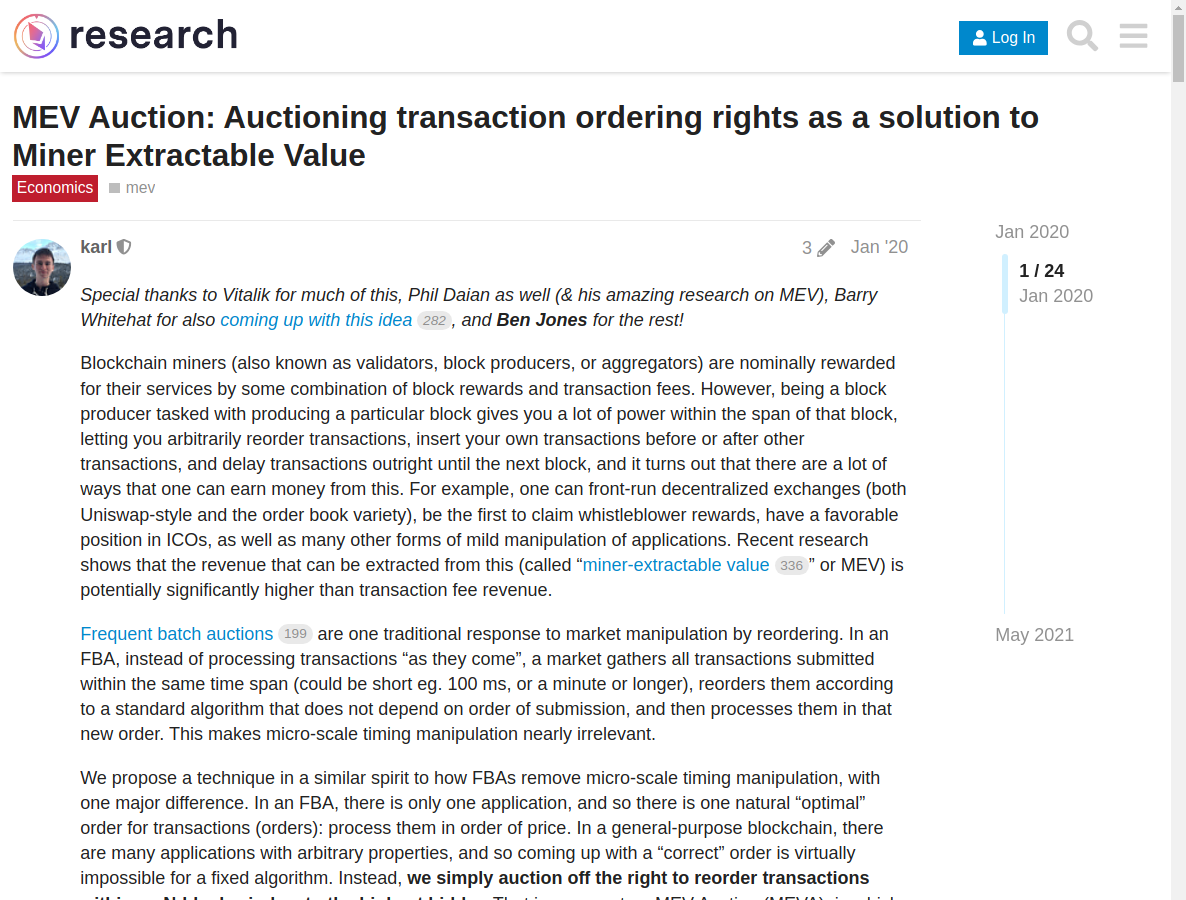 research
Log In
MEV Auction: Auctioning transaction ordering rights as a solution to
Miner Extractable Value
Economics mev
karl 3 Jan '20
Jan 2020
1 / 24
Jan 2020
May 2021
Special thanks to Vitalik for much of this, Phil Daian as well (& his amazing research on MEV), Barry
Whitehat for also coming up with this idea 282, and Ben Jones for the rest!
Blockchain miners (also known as validators, block producers, or aggregators) are nominally rewarded
for their services by some combination of block rewards and transaction fees. However, being a block
producer tasked with producing a particular block gives you a lot of power within the span of that block,
letting you arbitrarily reorder transactions, insert your own transactions before or after other
transactions, and delay transactions outright until the next block, and it turns out that there are a lot of
ways that one can earn money from this. For example, one can front-run decentralized exchanges (both
Uniswap-style and the order book variety), be the first to claim whistleblower rewards, have a favorable
position in ICOs, as well as many other forms of mild manipulation of applications. Recent research
shows that the revenue that can be extracted from this (called “miner-extractable value 336” or MEV) is
potentially significantly higher than transaction fee revenue.
Frequent batch auctions 199 are one traditional response to market manipulation by reordering. In an
FBA, instead of processing transactions “as they come”, a market gathers all transactions submitted
within the same time span (could be short eg. 100 ms, or a minute or longer), reorders them according
to a standard algorithm that does not depend on order of submission, and then processes them in that
new order. This makes micro-scale timing manipulation nearly irrelevant.
We propose a technique in a similar spirit to how FBAs remove micro-scale timing manipulation, with
one major difference. In an FBA, there is only one application, and so there is one natural “optimal”
order for transactions (orders): process them in order of price. In a general-purpose blockchain, there
are many applications with arbitrary properties, and so coming up with a “correct” order is virtually
impossible for a fixed algorithm. Instead, we simply auction off the right to reorder transactions